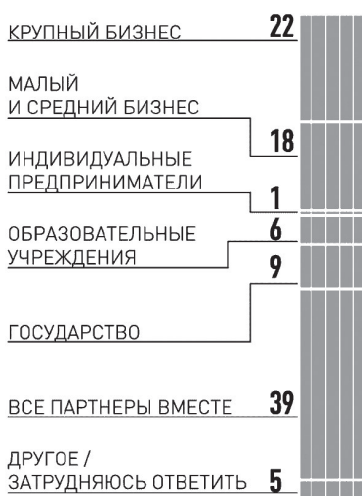 КРУПНЫЙ БИЗНЕС 22
МАЛЫЙ
И СРЕДНИЙ БИЗНЕС
18
ИНДИВИДУАЛЬНЫЕ
ПРЕДПРИНИМАТЕЛИ
1
ОБРАЗОВАТЕЛЬНЫЕ 6
УЧРЕЖДЕНИЯ
9
ГОСУДАРСТВО
ВСЕ ПАРТНЕРЫ ВМЕСТЕ 39
ДРУГОЕ /
ЗАТРУДНЯЮСЬ ОТВЕТИТЬ 5